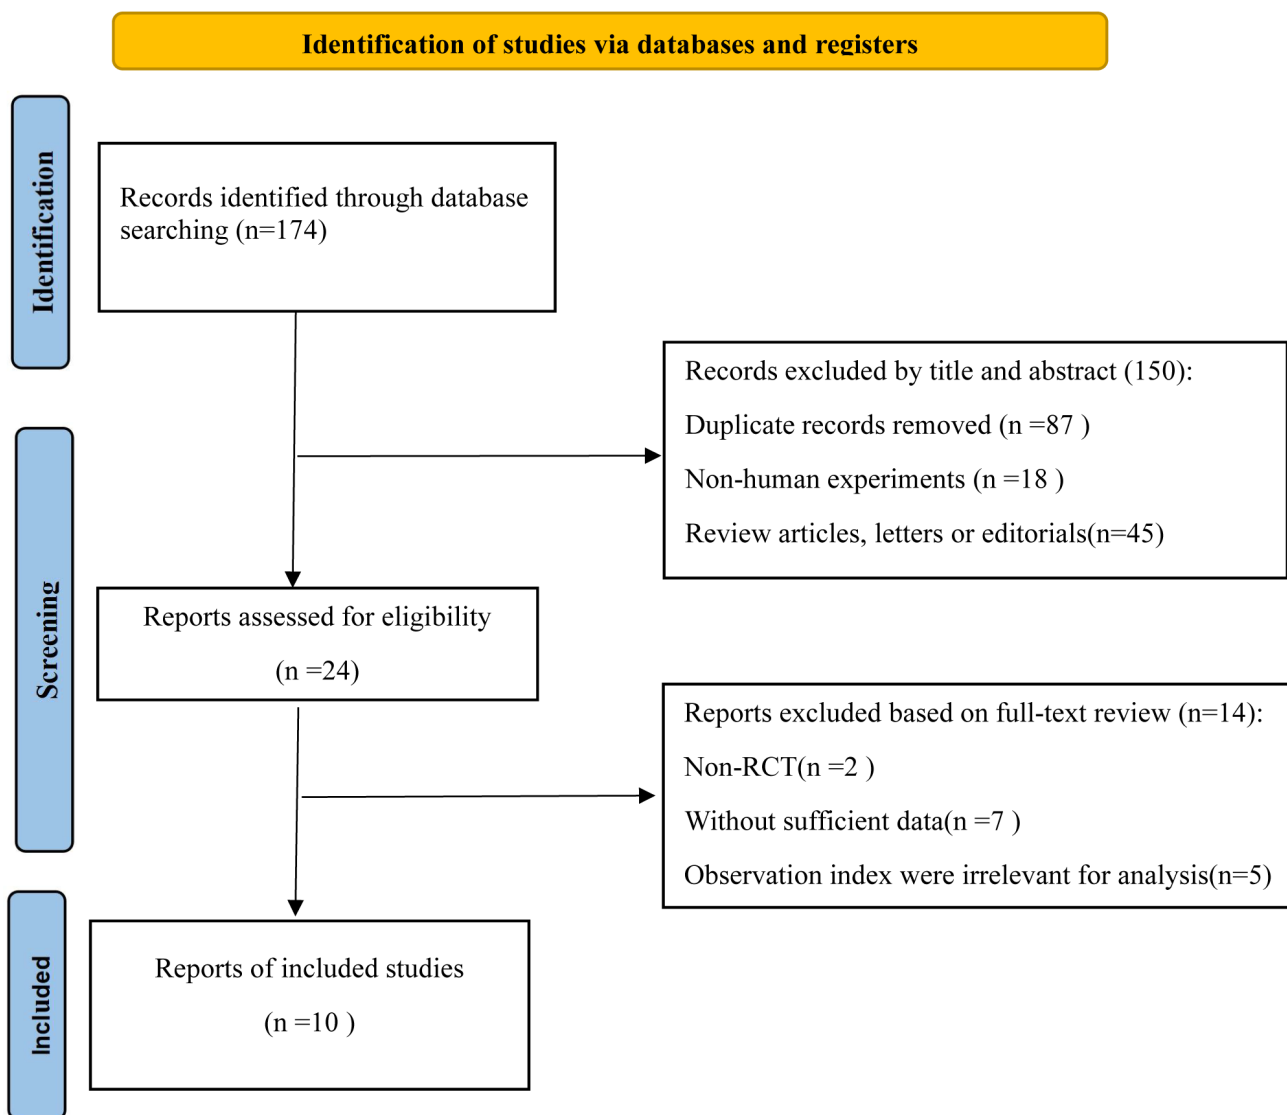 Identification of studies via databases and registers
Identification
Records identified through database
searching (n=174)
Records excluded by title and abstract (150):
Duplicate records removed (n =87 )
Non-human experiments (n =18 )
Review articles, letters or editorials(n=45)
Screening
Reports assessed for eligibility
(n =24)
Reports excluded based on full-text review (n=14):
Non-RCT(n =2 )
Without sufficient data(n =7 )
Observation index were irrelevant for analysis(n=5)
Included
Reports of included studies
(n =10 )